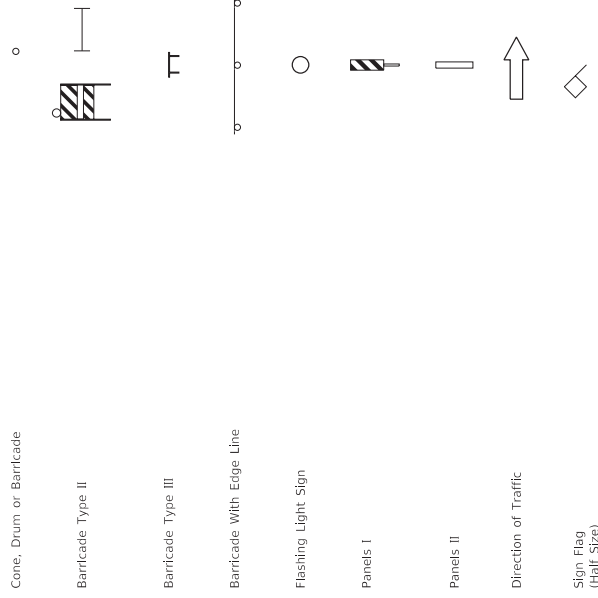 Cone, Drum or Barricade
Barricade Type II
Barricade Type III
Barricade With Edge Line
Flashing Light Sign
Panels I
Panels II
Direction of Traffic
Sign Flag
(Half Size)